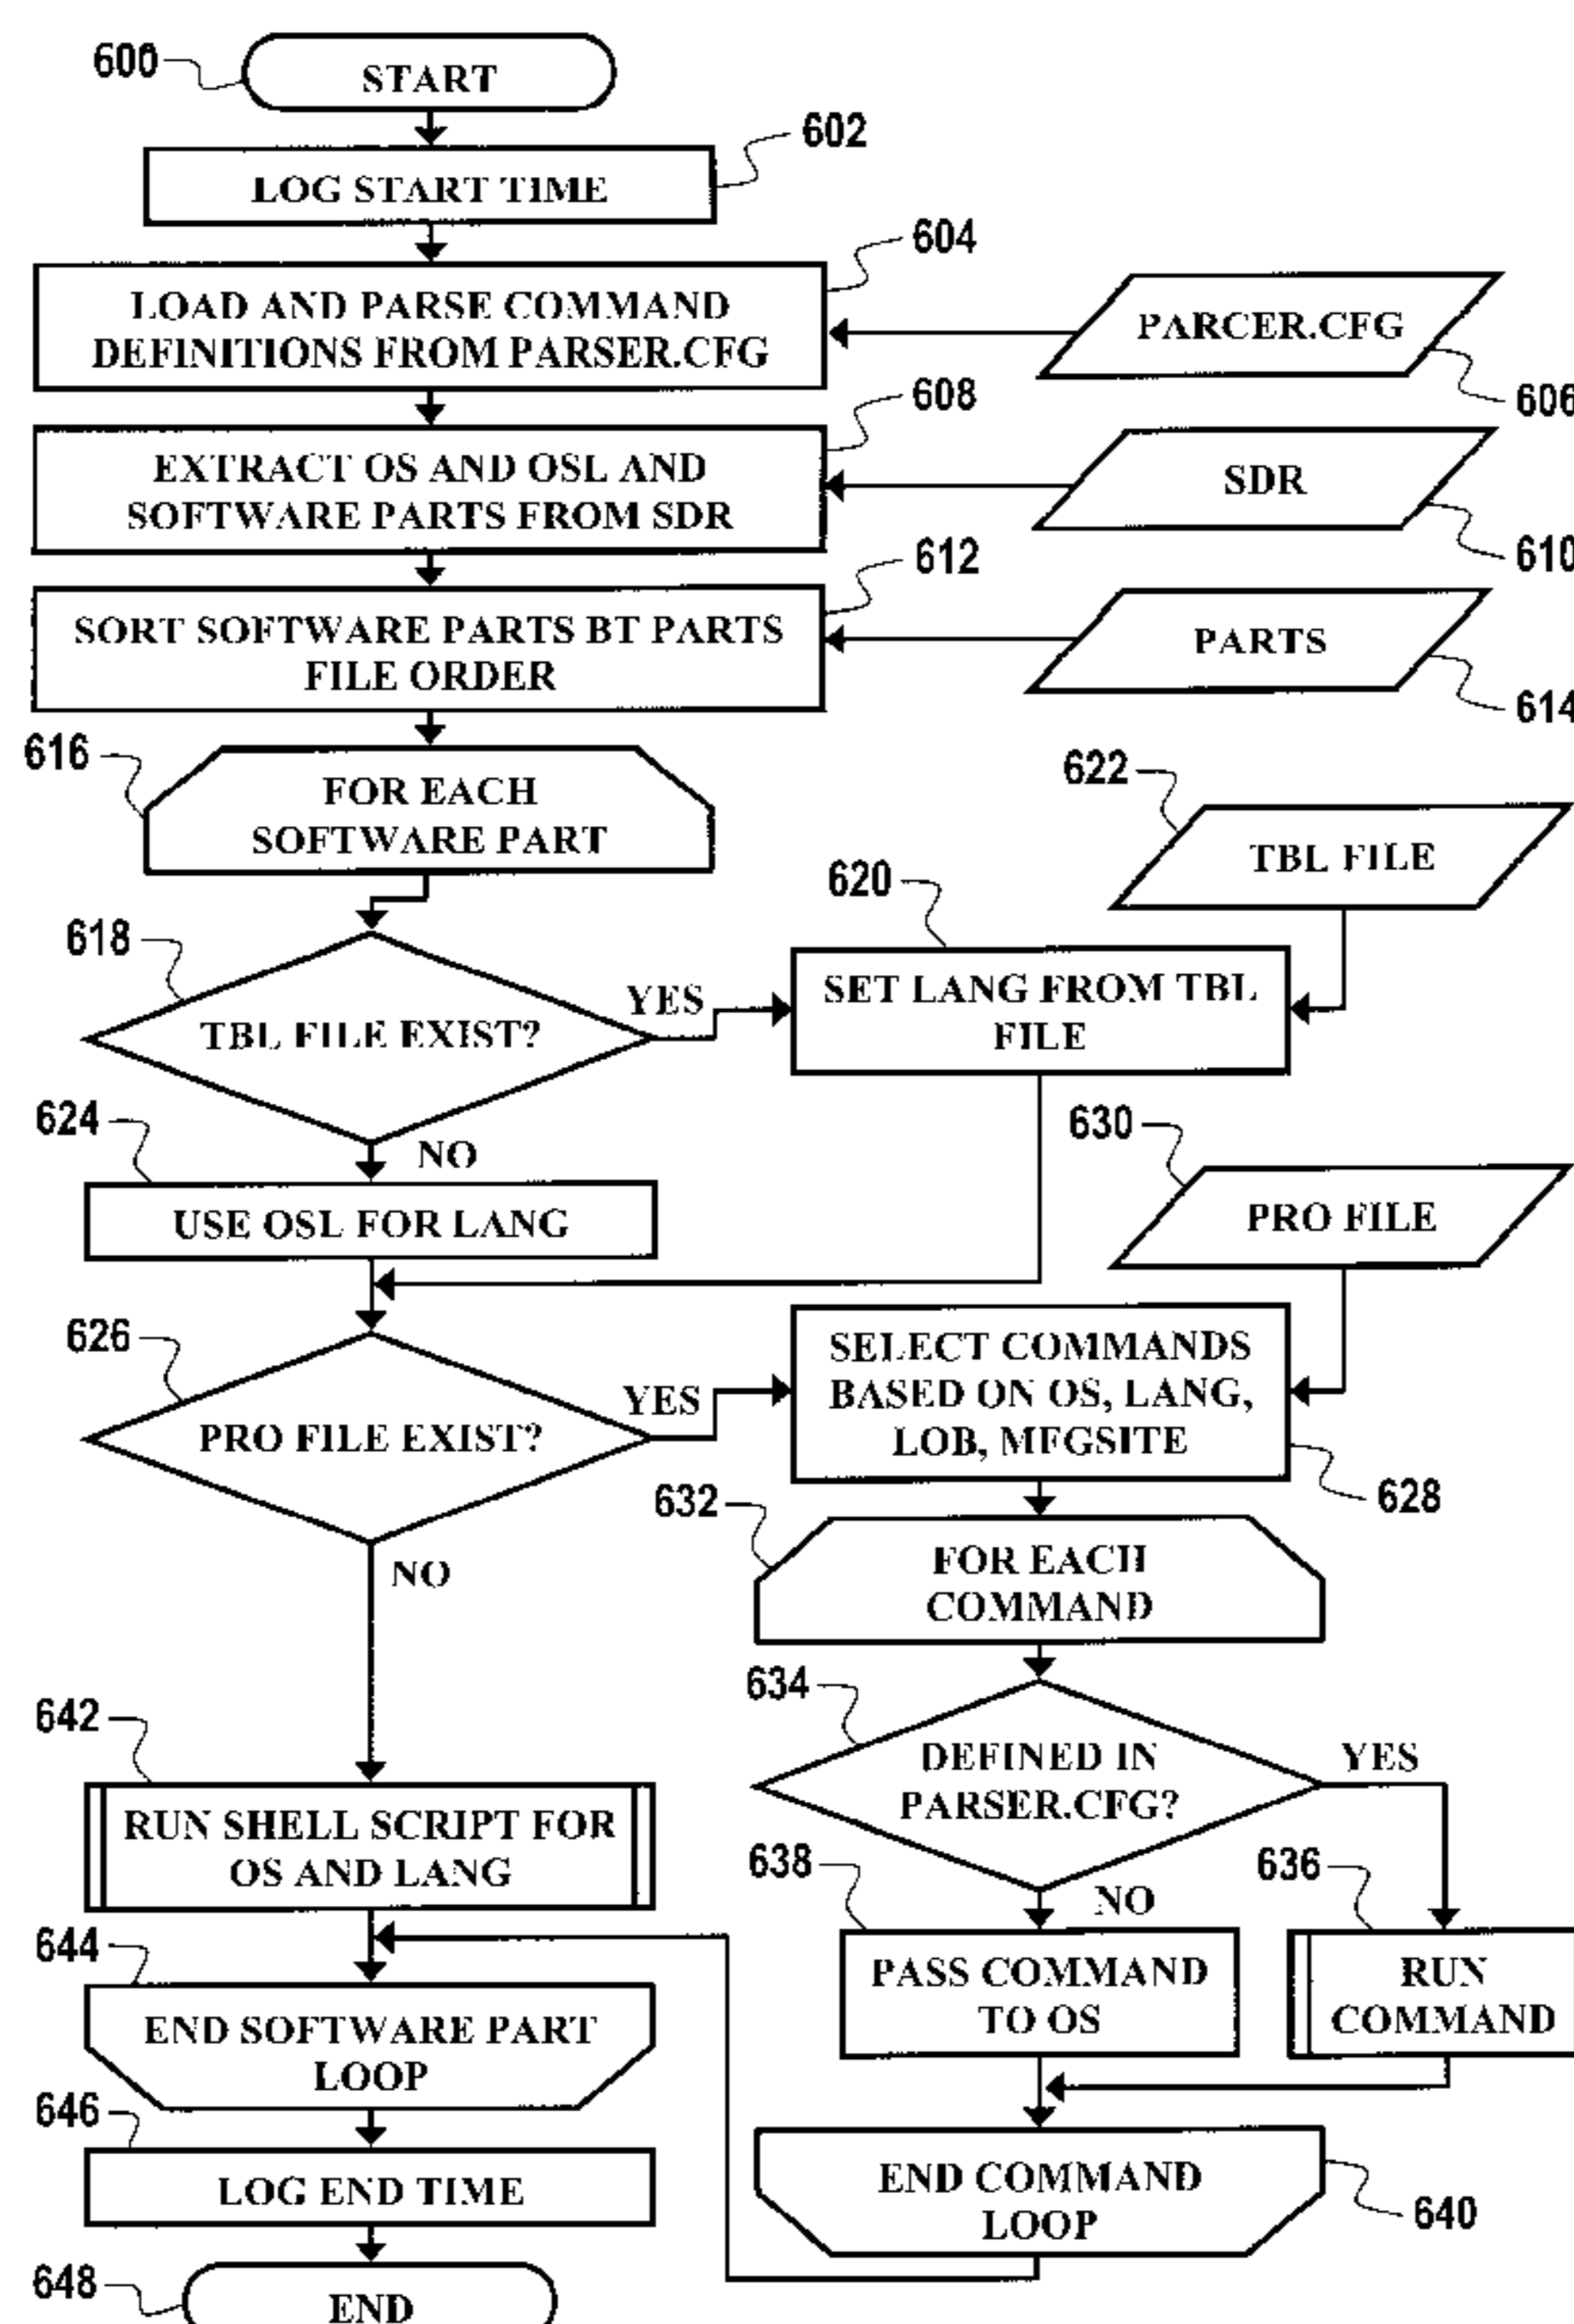 600
START
602
LOG START TIME
604
LOAD AND PARSE COMMAND
DEFINITIONS FROM PARSER.CFG
PARCER.CFG
606
608
EXTRACT OS AND OSL AND
SOFTWARE PARTS FROM SDR
SDR
610
612
SORT SOFTWARE PARTS BT PARTS
FILE ORDER
PARTS
614
616
FOR EACH
SOFTWARE PART
622
TBL FILE
618
TBL FILE EXIST?
YES
620
SET LANG FROM TBL
FILE
NO
624
USE OSL FOR LANG
630
PRO FILE
626
PRO FILE EXIST?
YES
SELECT COMMANDS
BASED ON OS, LANG,
LOB, MFGSITE
628
NO
632
FOR EACH
COMMAND
634
DEFINED IN
PARSER.CFG?
YES
NO
642
RUN SHELL SCRIPT FOR
OS AND LANG
638
PASS COMMAND
TO OS
636
RUN
COMMAND
644
END SOFTWARE PART
LOOP
END COMMAND
LOOP
640
646
LOG END TIME
648
END